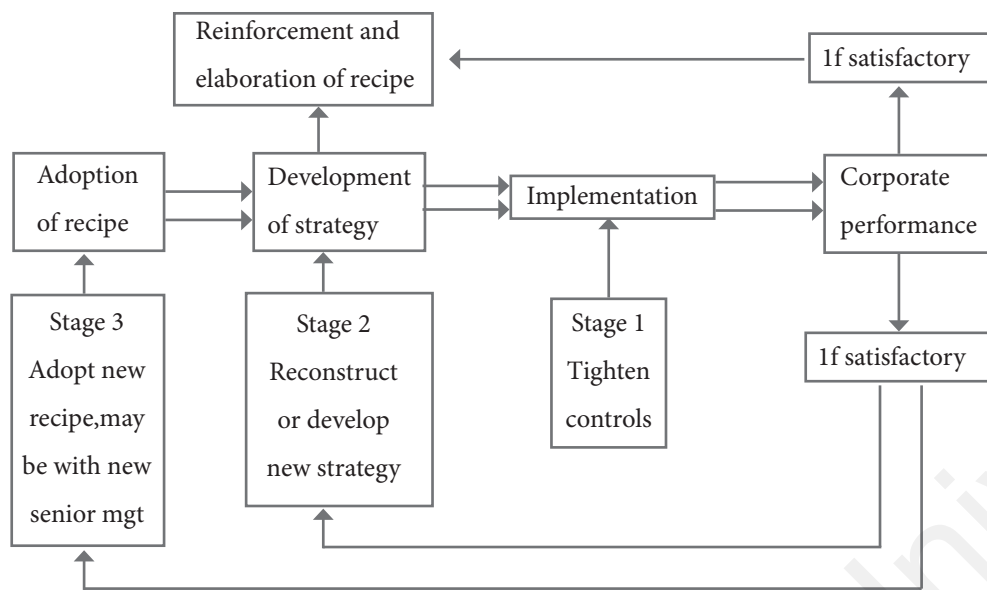 Reinforcement and
elaboration of recipe
1f satisfactory
Adoption
of recipe
Development
of strategy
Implementation
Corporate
performance
Stage 3
Adopt new
recipe,may
be with new
senior mgt
Stage 2
Reconstruct
or develop
new strategy
Stage 1
Tighten
controls
1f satisfactory